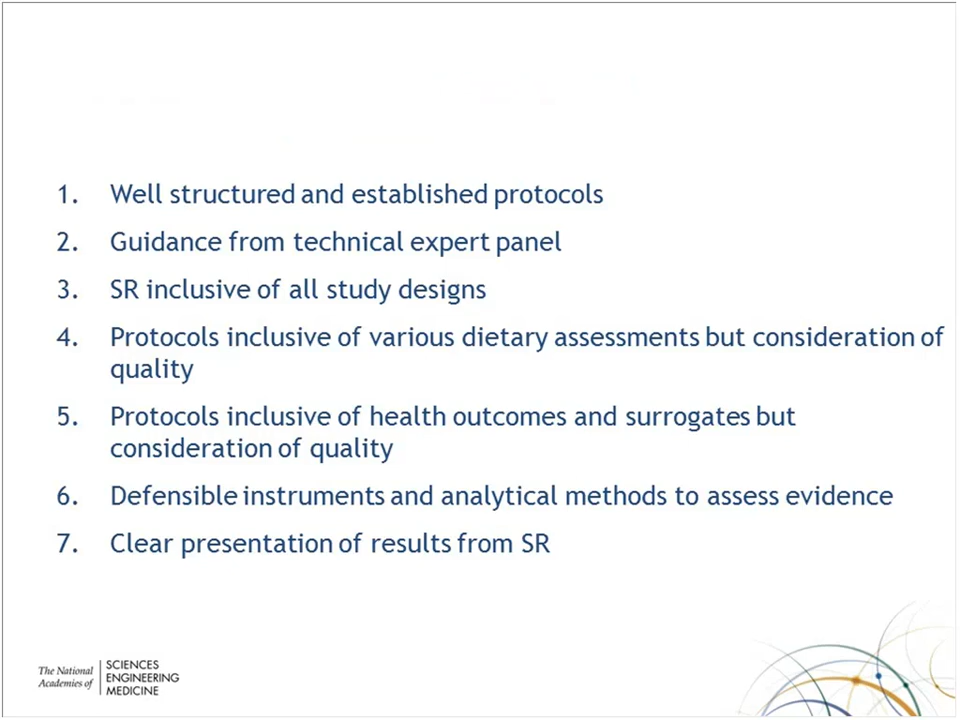 1. Well structured and established protocols
2. Guidance from technical expert panel
3. SR inclusive of all study designs
4. Protocols inclusive of various dietary assessments but consideration of
quality
5. Protocols inclusive of health outcomes and surrogates but
consideration of quality
6. Defensible instruments and analytical methods to assess evidence
7. Clear presentation of results from SR
The National
Academies of
SCIENCES
ENGINEERING
MEDICINE